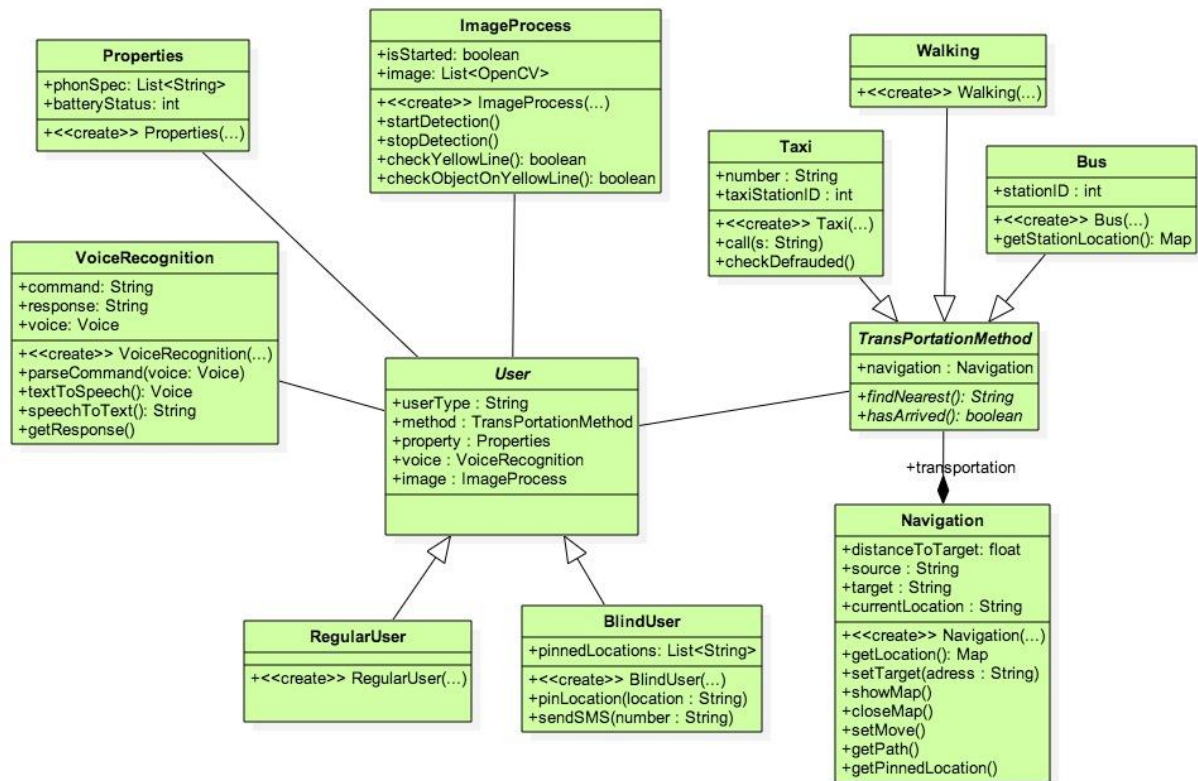 Properties
+phonSpec: List<String>
+batteryStatus: int
+<<create>> Properties(...)
ImageProcess
+isStarted: boolean
+image: List<OpenCV>
+<<create>> ImageProcess(...)
+startDetection()
+stopDetection()
+checkYellowLine(): boolean
+checkObjectOnYellowLine(): boolean
Walking
+<<create>> Walking(...)
Taxi
+number : String
+taxiStationID : int
+<<create>> Taxi(...)
+call(s: String)
+checkDefrauded()
Bus
+stationID : int
+<<create>> Bus(...)
+getStationLocation(): Map
VoiceRecognition
+command: String
+response: String
+voice: Voice
+<<create>> VoiceRecognition(...)
+parseCommand(voice: Voice)
+textToSpeech(): Voice
+speechToText(): String
+getResponse()
User
+userType : String
+method : TransPortationMethod
+property : Properties
+voice : VoiceRecognition
+image : ImageProcess
TransPortationMethod
+navigation : Navigation
+findNearest(): String
+hasArrived(): boolean
+transportation
Navigation
+distanceToTarget: float
+source : String
+target : String
+currentLocation : String
+<<create>> Navigation(...)
+getLocation(): Map
+setTarget(adress : String)
+showMap()
+closeMap()
+setMove()
+getPath()
+getPinnedLocation()
RegularUser
+<<create>> RegularUser(...)
BlindUser
+pinnedLocations: List<String>
+<<create>> BlindUser(...)
+pinLocation(location : String)
+sendSMS(number : String)